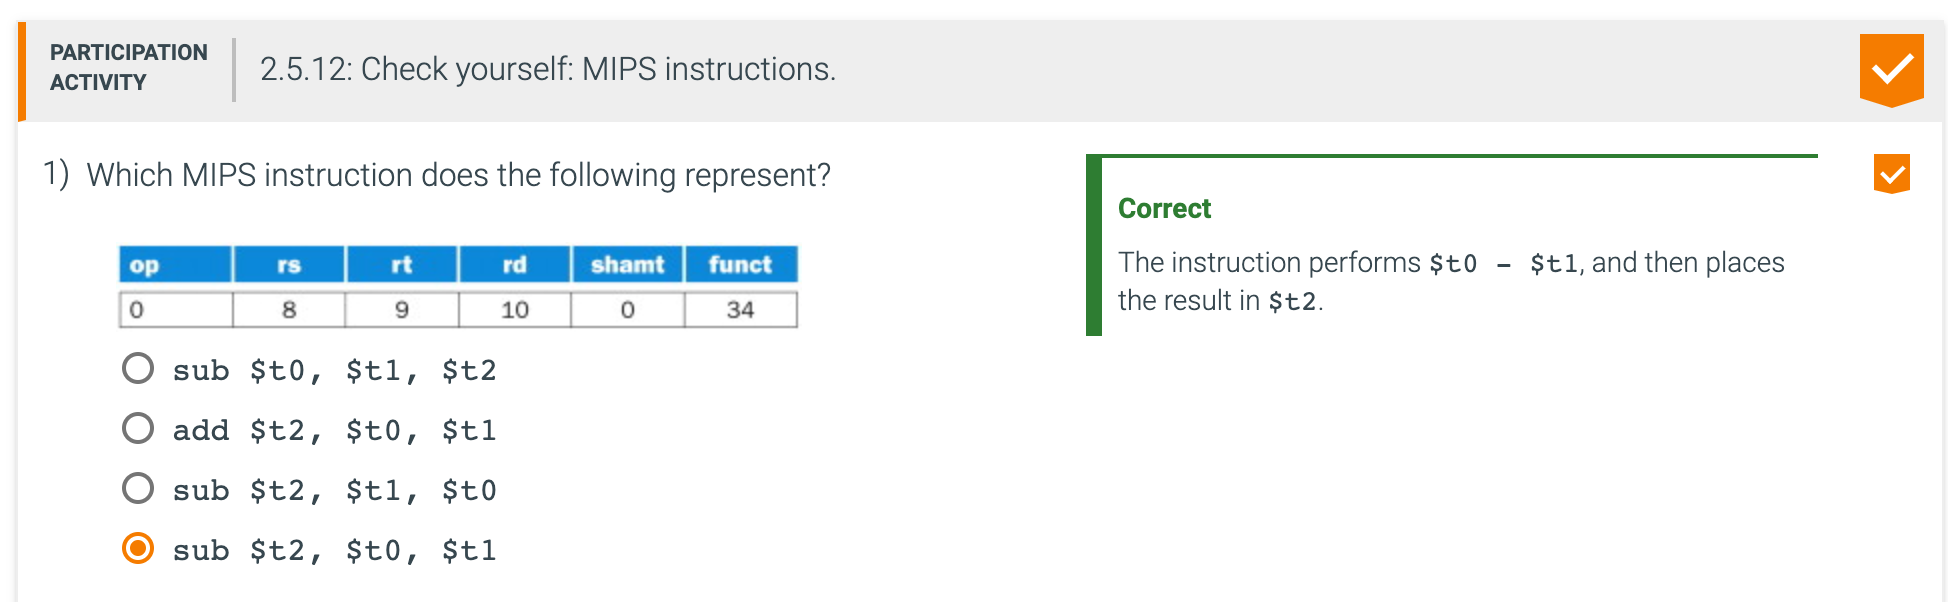 PARTICIPATION
ACTIVITY
2.5.12: Check yourself: MIPS instructions.
1) Which MIPS instruction does the following represent?
op rs rt rd shamt funct
0 8 9 10 0 34
sub $t0, $t1, $t2
add $t2, $t0, $t1
sub $t2, $t1, $t0
sub $t2, $t0, $t1
Correct
The instruction performs $t0 - $t1, and then places
the result in $t2.